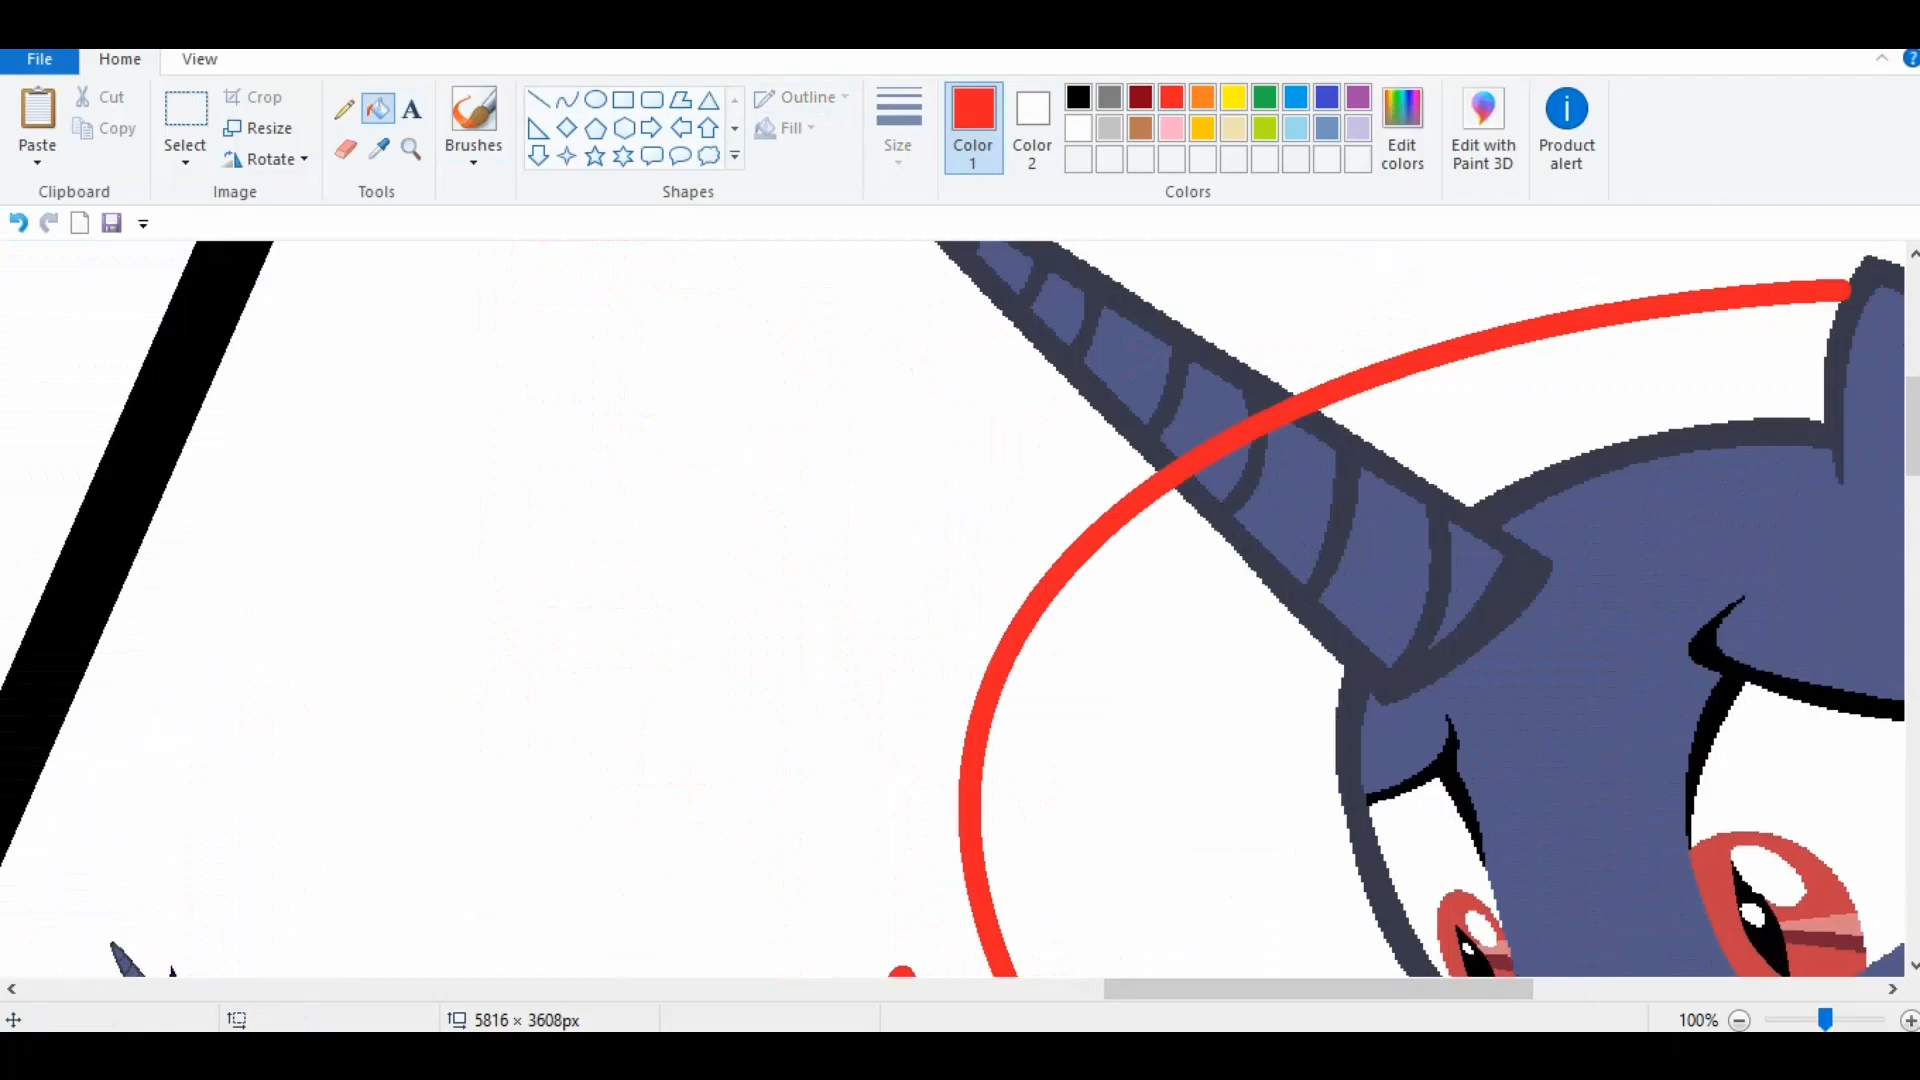 File Home View ?
Cut
Crop
A
Outline
Copy
Resize
Fill
Paste
Select
Rotate
Brushes
Size
Color
1
Color
2
Edit
colors
Edit with
Paint 3D
Product
alert
Clipboard Image Tools Shapes Colors
5816 × 3608px 100%